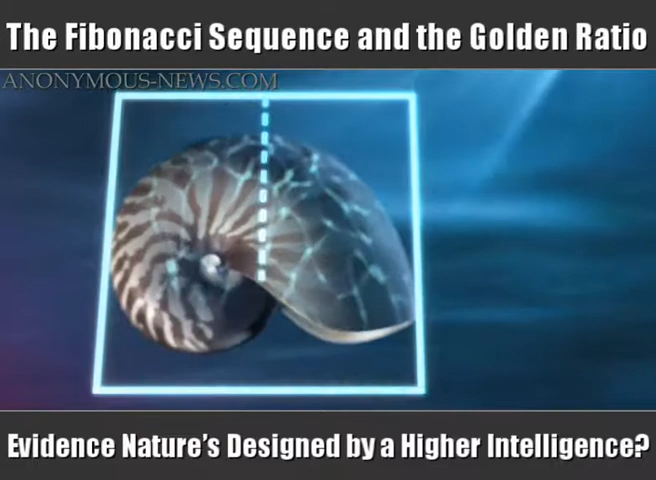 The Fibonacci Sequence and the Golden Ratio
ANONYMOUS-NEWS.COM
Evidence Nature's Designed by a Higher Intelligence?